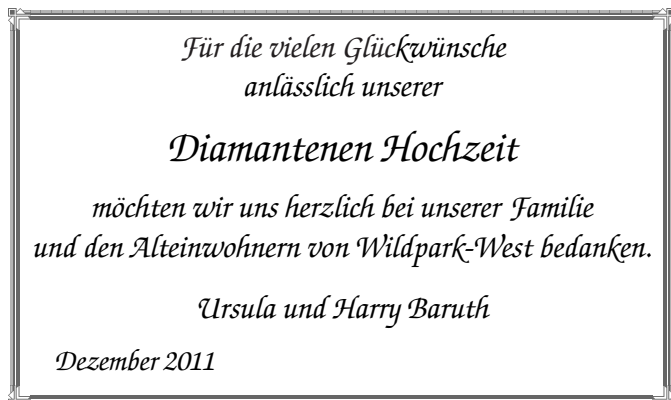 Für die vielen Glückwünsche
anlässlich unserer
Diamantenen Hochzeit
möchten wir uns herzlich bei unserer Familie
und den Alteinwohnern von Wildpark-West bedanken.
Ursula und Harry Baruth
Dezember 2011